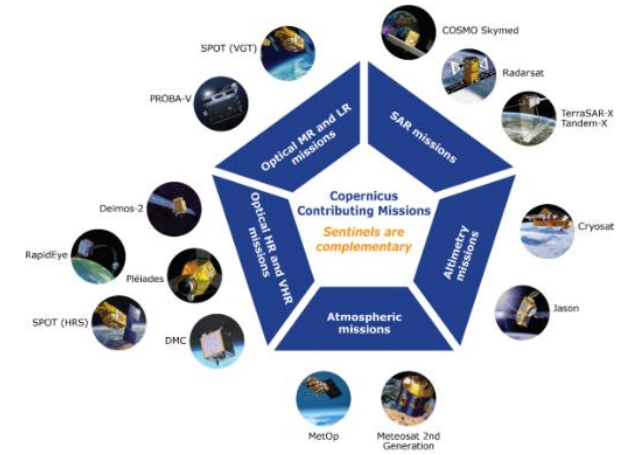 COSMO Skymed
SPOT (VGT)
Radarsat
PROBA-V
TerraSAR-X
Tandem-X
Optical MR and LR
missions
SAR missions
Copernicus
Contributing Missions
Sentinels are
complementary
Deimos-2
RapidEye
Pléiades
SPOT (HRS)
DMC
Optical HR and VHR
missions
Altimetry
missions
Cryosat
Jason
Atmospheric
missions
MetOp
Meteosat 2nd
Generation